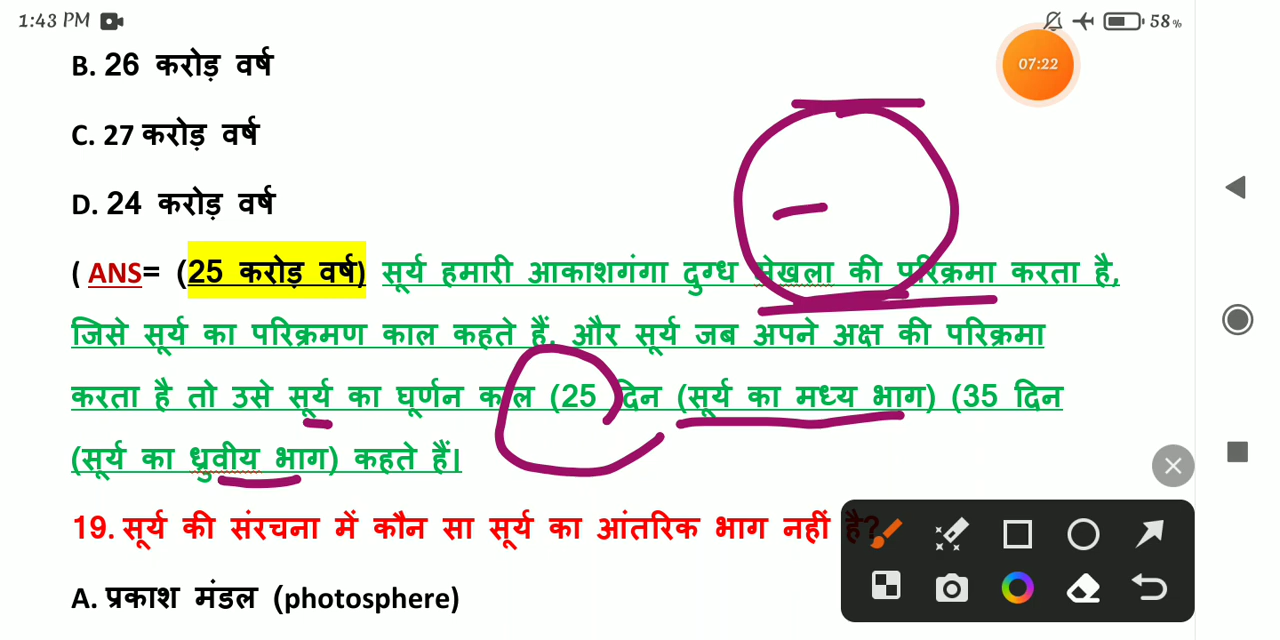 1:43 PM
58%
07:22
B. 26 करोड़ वर्ष
C. 27 करोड़ वर्ष
D. 24 करोड़ वर्ष
( ANS= (25 करोड़ वर्ष) सूर्य हमारी आकाशगंगा दुग्ध मेखला की परिक्रमा करता है,
जिसे सूर्य का परिक्रमण काल कहते हैं. और सूर्य जब अपने अक्ष की परिक्रमा
करता है तो उसे सूर्य का घूर्णन काल (25 दिन (सूर्य का मध्य भाग) (35 दिन
(सूर्य का ध्रुवीय भाग) कहते हैं।
19. सूर्य की संरचना में कौन सा सूर्य का आंतरिक भाग नहीं है?
A. प्रकाश मंडल (photosphere)